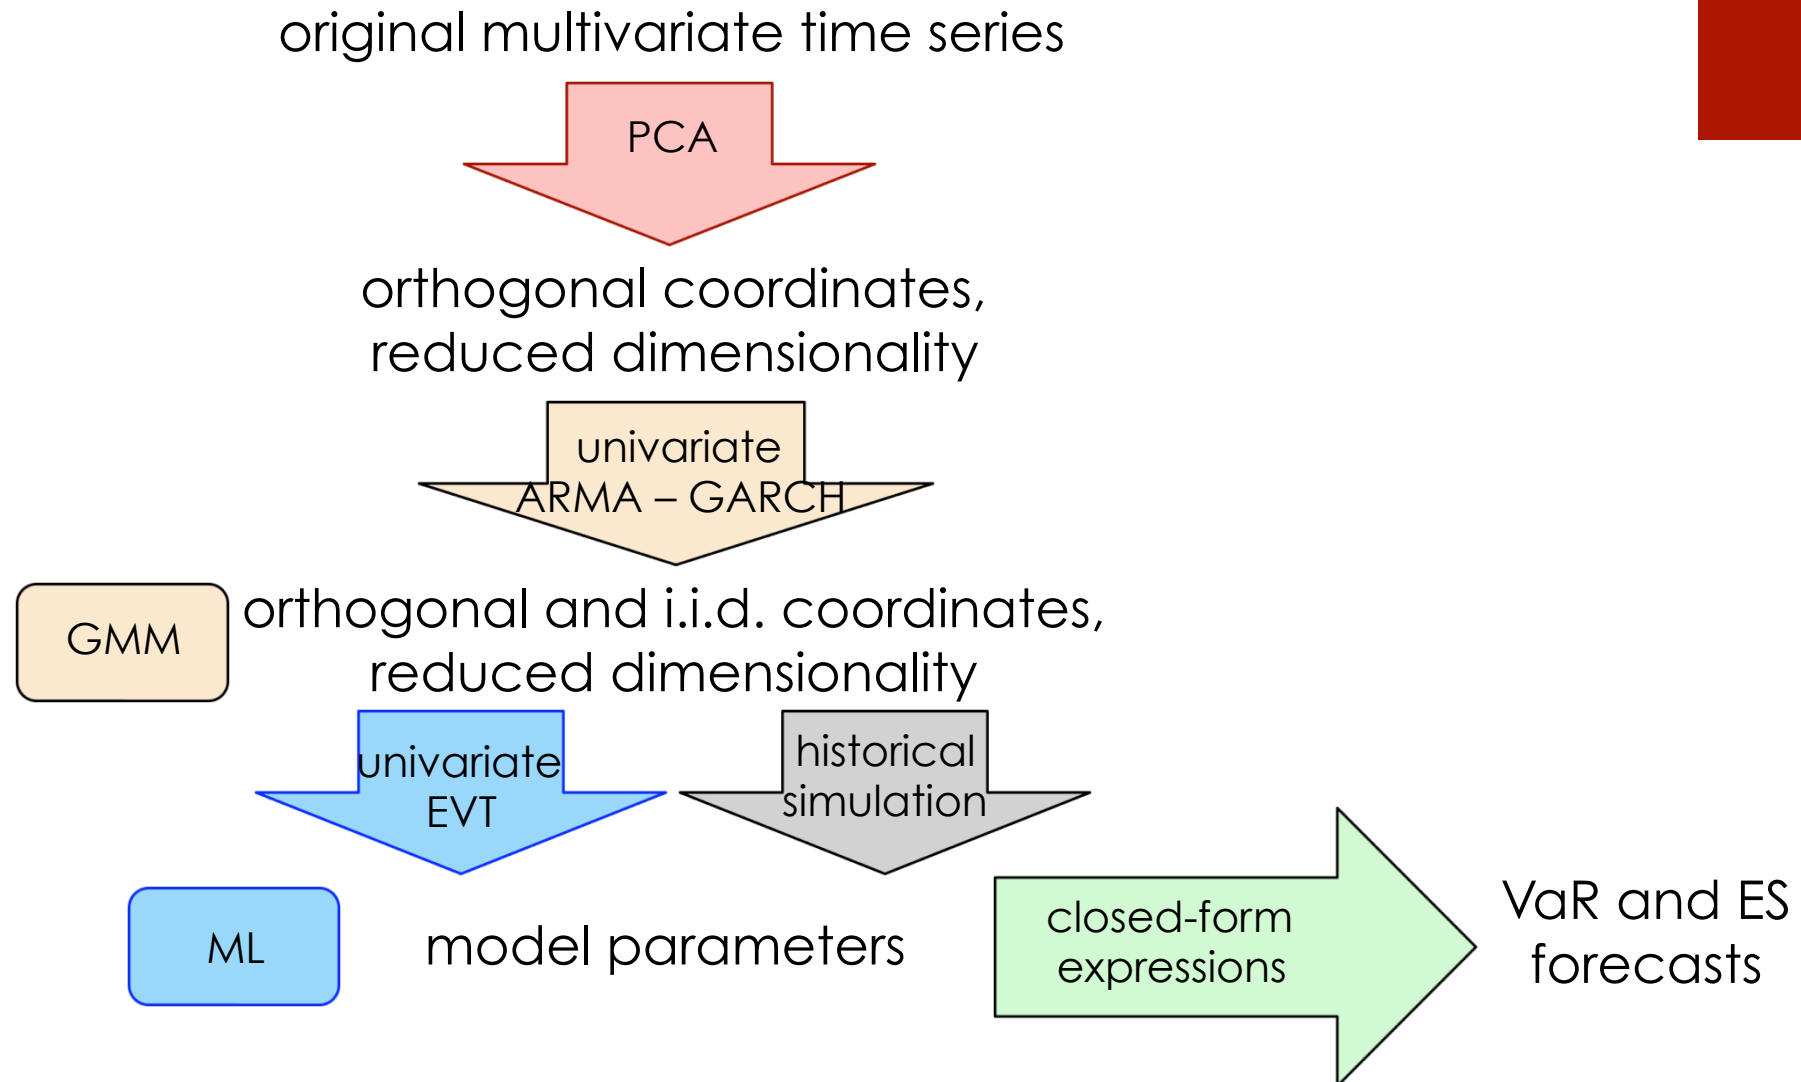 original multivariate time series
PCA
orthogonal coordinates,
reduced dimensionality
univariate
ARMA – GARCH
GMM
orthogonal and i.i.d. coordinates,
reduced dimensionality
univariate
EVT
historical
simulation
ML
model parameters
closed-form
expressions
VaR and ES
forecasts